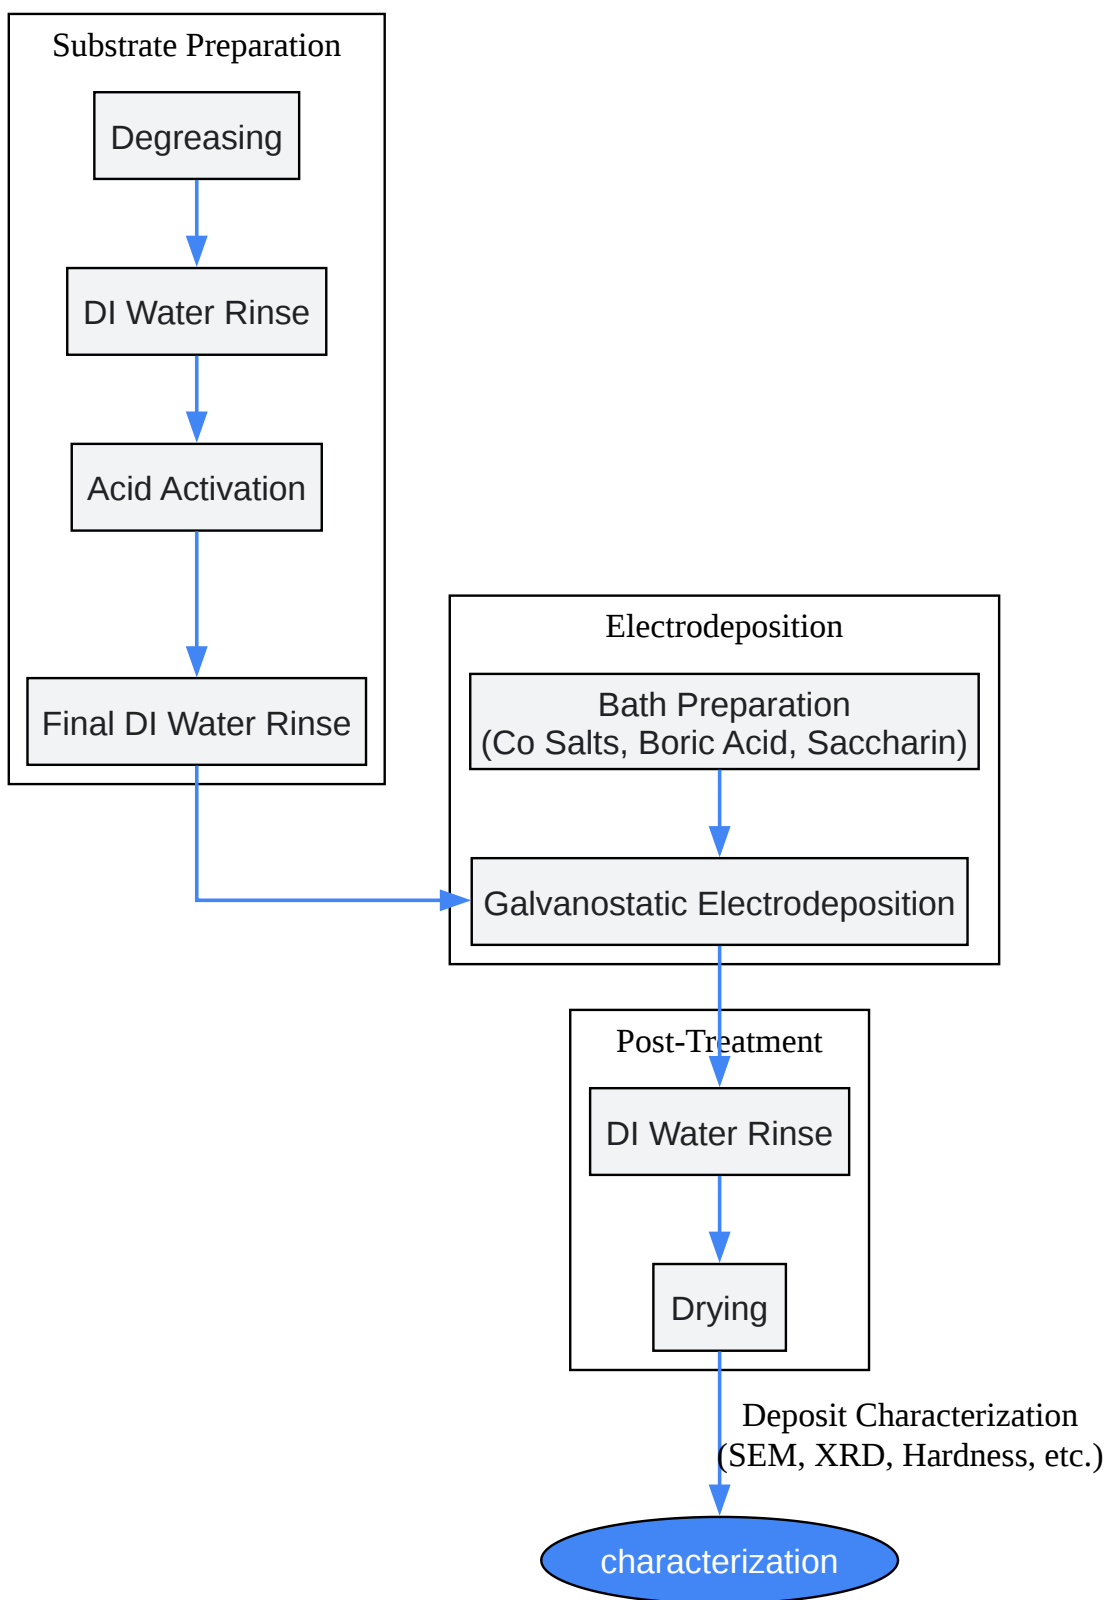 Substrate Preparation
Degreasing
DI Water Rinse
Acid Activation
Final DI Water Rinse
Electrodeposition
Bath Preparation
(Co Salts, Boric Acid, Saccharin)
Galvanostatic Electrodeposition
Post-Treatment
DI Water Rinse
Drying
Deposit Characterization
(SEM, XRD, Hardness, etc.)
characterization